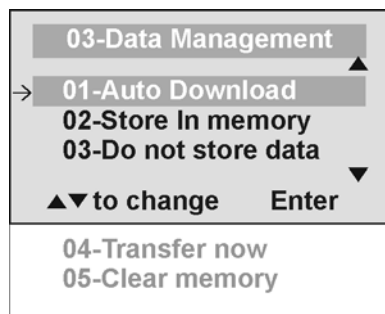 03-Data Management
01-Auto Download
02-Store In memory
03-Do not store data
▲▼to change Enter
04-Transfer now
05-Clear memory